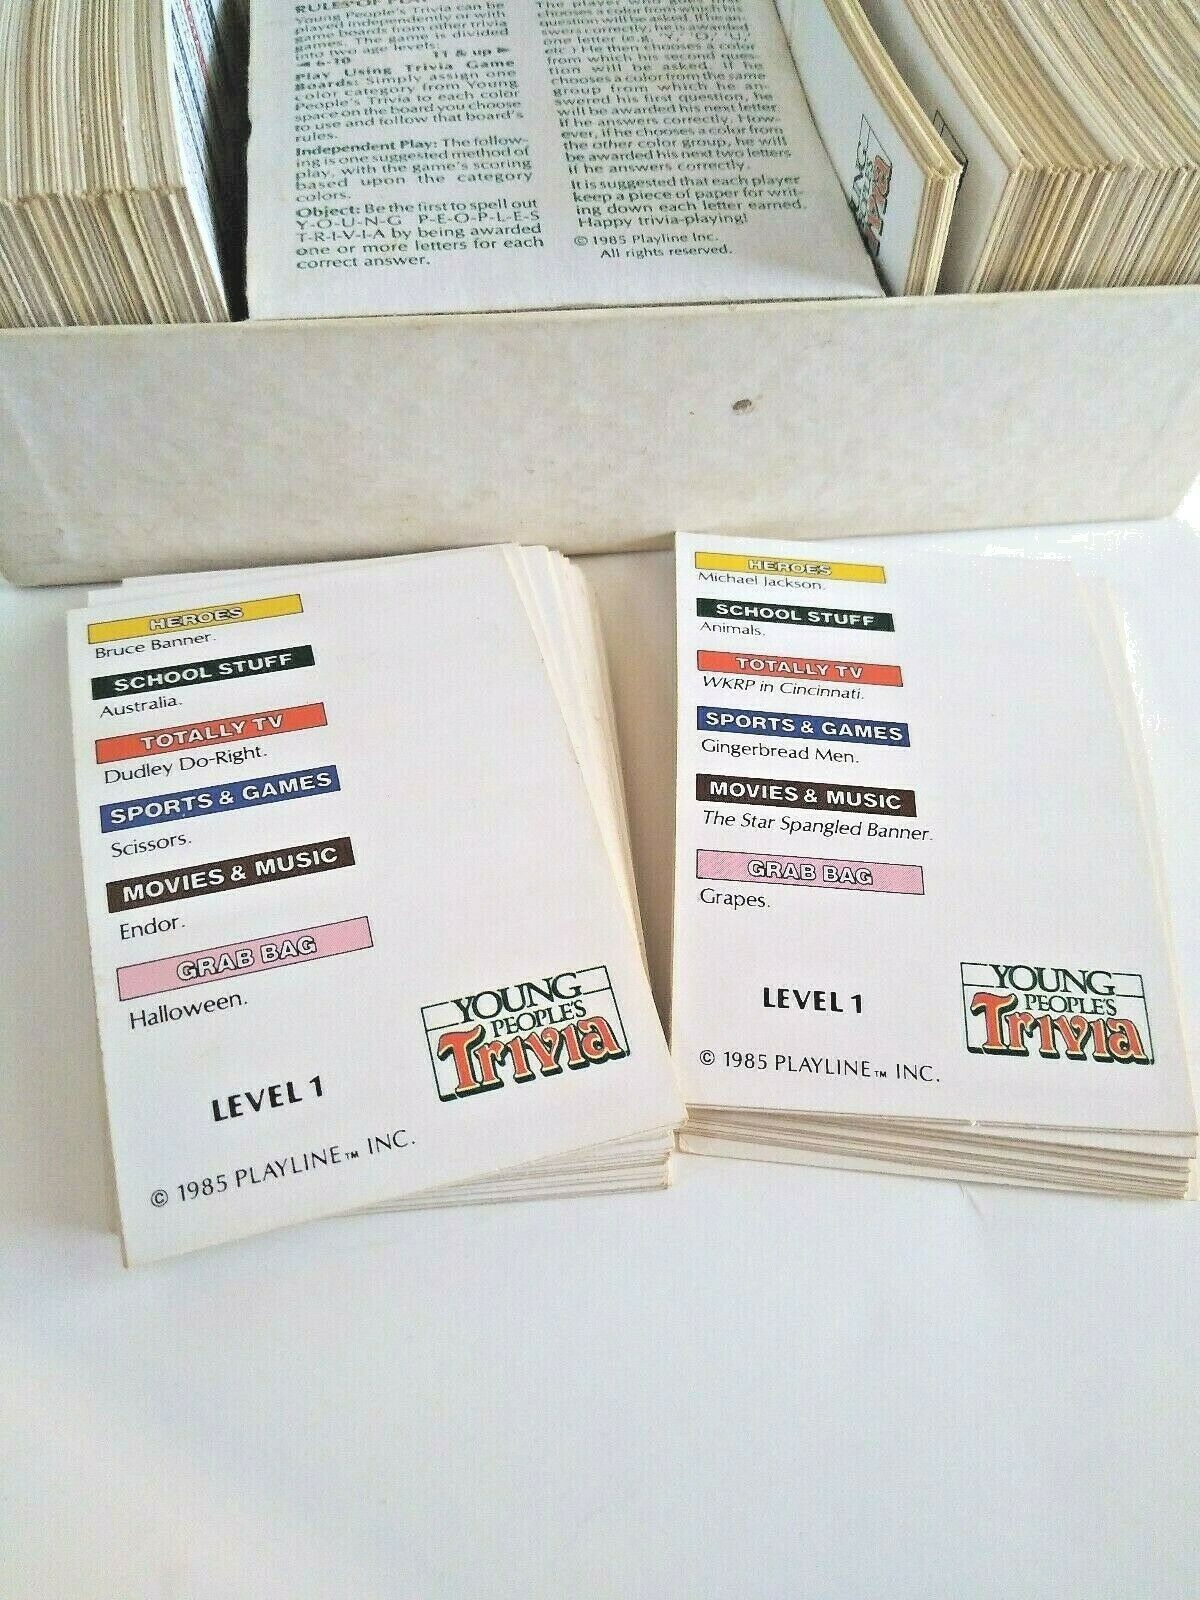 RULES OF PLAY
Young People's Trivia can be
played independently or with
game boards from other trivia
games. The game is divided
into two age levels.
◀ 6-10 11 & up ▶
Play Using Trivia Game
Boards: Simply assign one
color category from Young
People's Trivia to each color
space on the board you choose
to use and follow that board's
rules.
Independent Play: The follow-
ing is one suggested method of
play, with the game's scoring
based upon the category
colors.
Object: Be the first to spell out
Y-O-U-N-G P-E-O-P-L-E-S
T-R-I-V-I-A by being awarded
one or more letters for each
correct answer.
The player who goes first
chooses a color from which his
question will be asked. If he an-
swers correctly, he is awarded
one letter (e.g. 'Y,' 'O,' 'U,'
etc.) He then chooses a color
from which his second ques-
tion will be asked. If he
chooses a color from the same
group from which he an-
swered his first question, he
will be awarded his next letter
if he answers correctly. How-
ever, if he chooses a color from
the other color group, he will
be awarded his next two letters
if he answers correctly.
It is suggested that each player
keep a piece of paper for writ-
ing down each letter earned.
Happy trivia-playing!
© 1985 Playline Inc.
All rights reserved.
HEROES
Bruce Banner.
SCHOOL STUFF
Australia.
TOTALLY TV
Dudley Do-Right.
SPORTS & GAMES
Scissors.
MOVIES & MUSIC
Endor.
GRAB BAG
Halloween.
LEVEL 1
YOUNG
PEOPLE'S
Trivia
© 1985 PLAYLINE™ INC.
HEROES
Michael Jackson.
SCHOOL STUFF
Animals.
TOTALLY TV
WKRP in Cincinnati.
SPORTS & GAMES
Gingerbread Men.
MOVIES & MUSIC
The Star Spangled Banner.
GRAB BAG
Grapes.
LEVEL 1
YOUNG
PEOPLE'S
Trivia
© 1985 PLAYLINE™ INC.